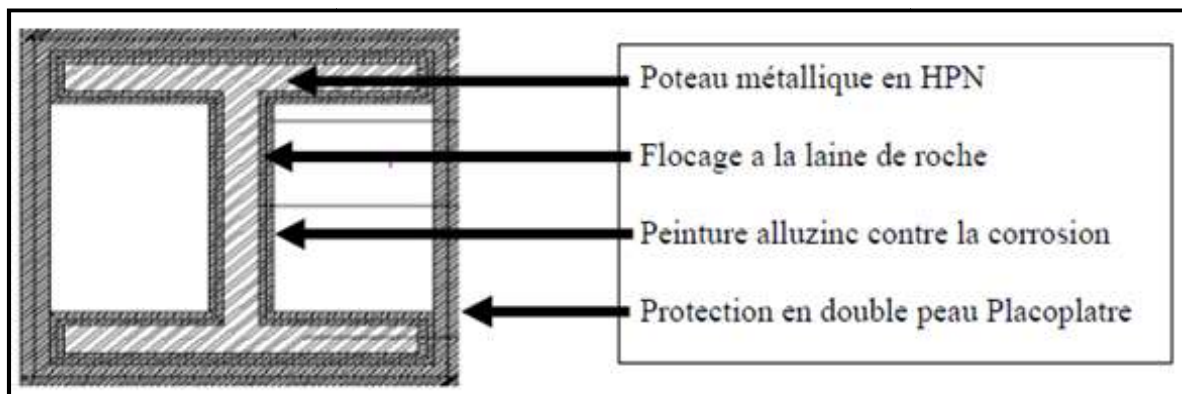 Poteau métallique en HPN
Flocage a la laine de roche
Peinture alluzinc contre la corrosion
Protection en double peau Placoplatre